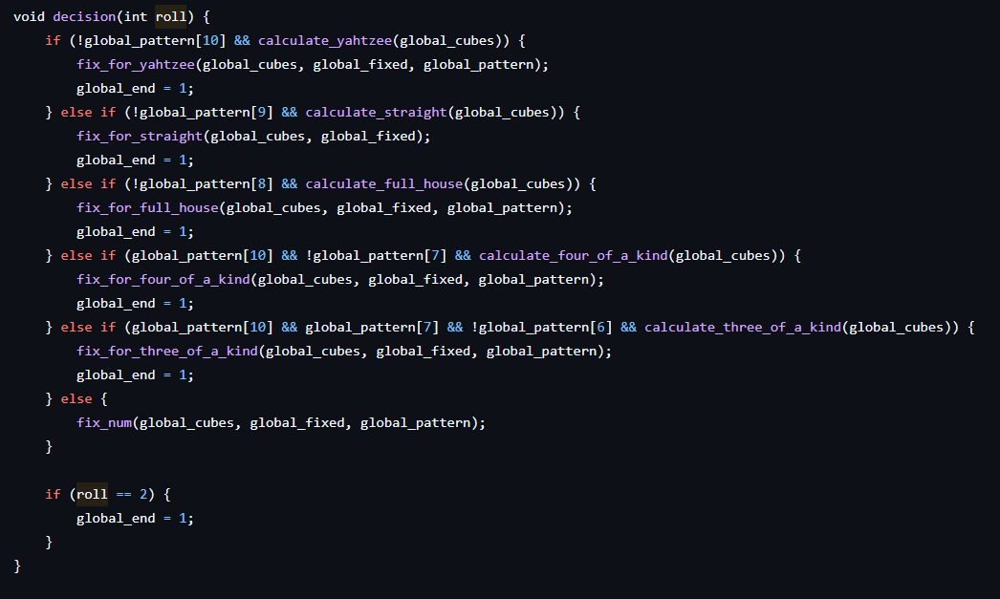 void decision(int roll) {
    if (!global_pattern[10] && calculate_yahtzee(global_cubes)) {
        fix_for_yahtzee(global_cubes, global_fixed, global_pattern);
        global_end = 1;
    } else if (!global_pattern[9] && calculate_straight(global_cubes)) {
        fix_for_straight(global_cubes, global_fixed);
        global_end = 1;
    } else if (!global_pattern[8] && calculate_full_house(global_cubes)) {
        fix_for_full_house(global_cubes, global_fixed, global_pattern);
        global_end = 1;
    } else if (global_pattern[10] && !global_pattern[7] && calculate_four_of_a_kind(global_cubes)) {
        fix_for_four_of_a_kind(global_cubes, global_fixed, global_pattern);
        global_end = 1;
    } else if (global_pattern[10] && global_pattern[7] && !global_pattern[6] && calculate_three_of_a_kind(global_cubes)) {
        fix_for_three_of_a_kind(global_cubes, global_fixed, global_pattern);
        global_end = 1;
    } else {
        fix_num(global_cubes, global_fixed, global_pattern);
    }

    if (roll == 2) {
        global_end = 1;
    }
}